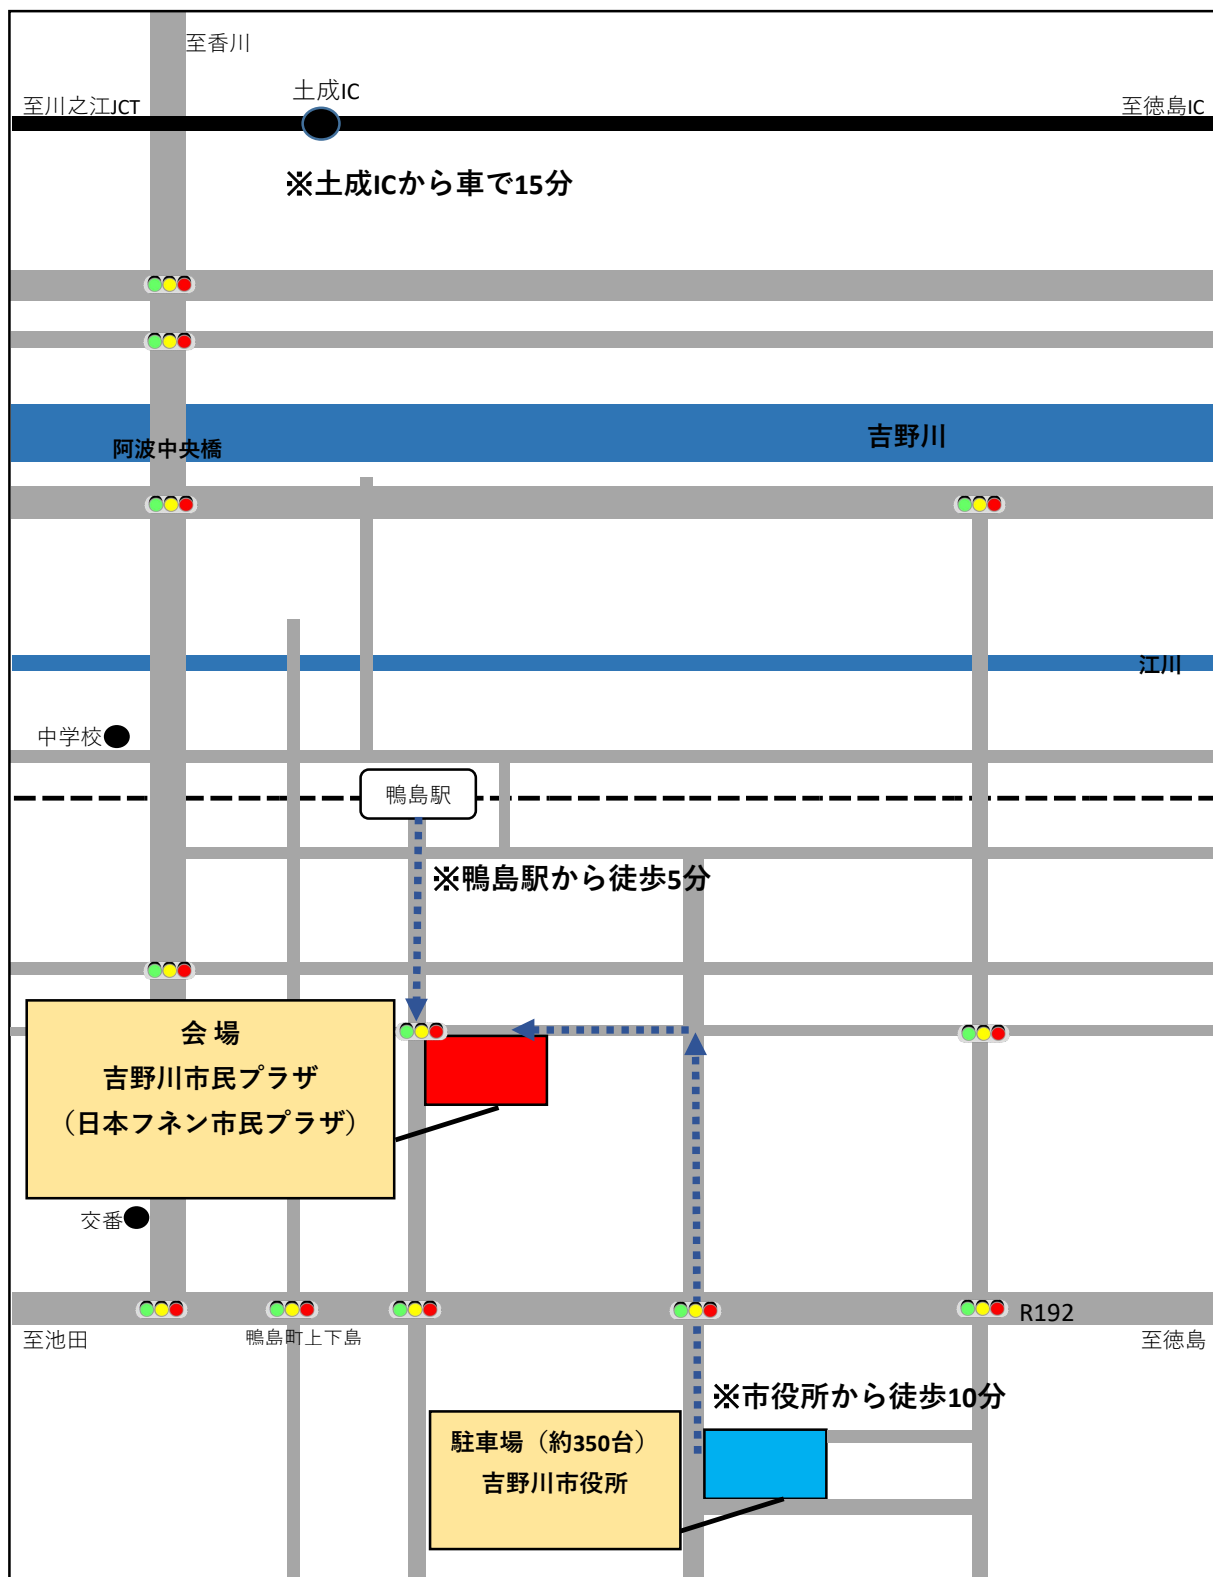 至香川
土成IC
至川之江JCT
至徳島IC
※土成ICから車で15分
吉野川
阿波中央橋
江川
中学校
鴨島駅
※鴨島駅から徒歩5分
会 場
吉野川市民プラザ
（日本フネン市民プラザ）
交番
R192
至池田
鴨島町上下島
至徳島
※市役所から徒歩10分
駐車場（約350台）
吉野川市役所